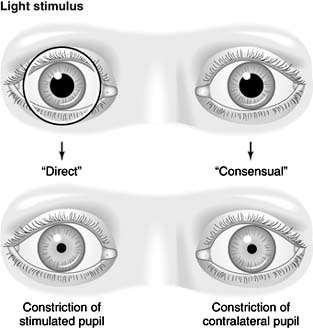 Light stimulus
“Direct”
“Consensual”
Constriction of
stimulated pupil
Constriction of
contralateral pupil